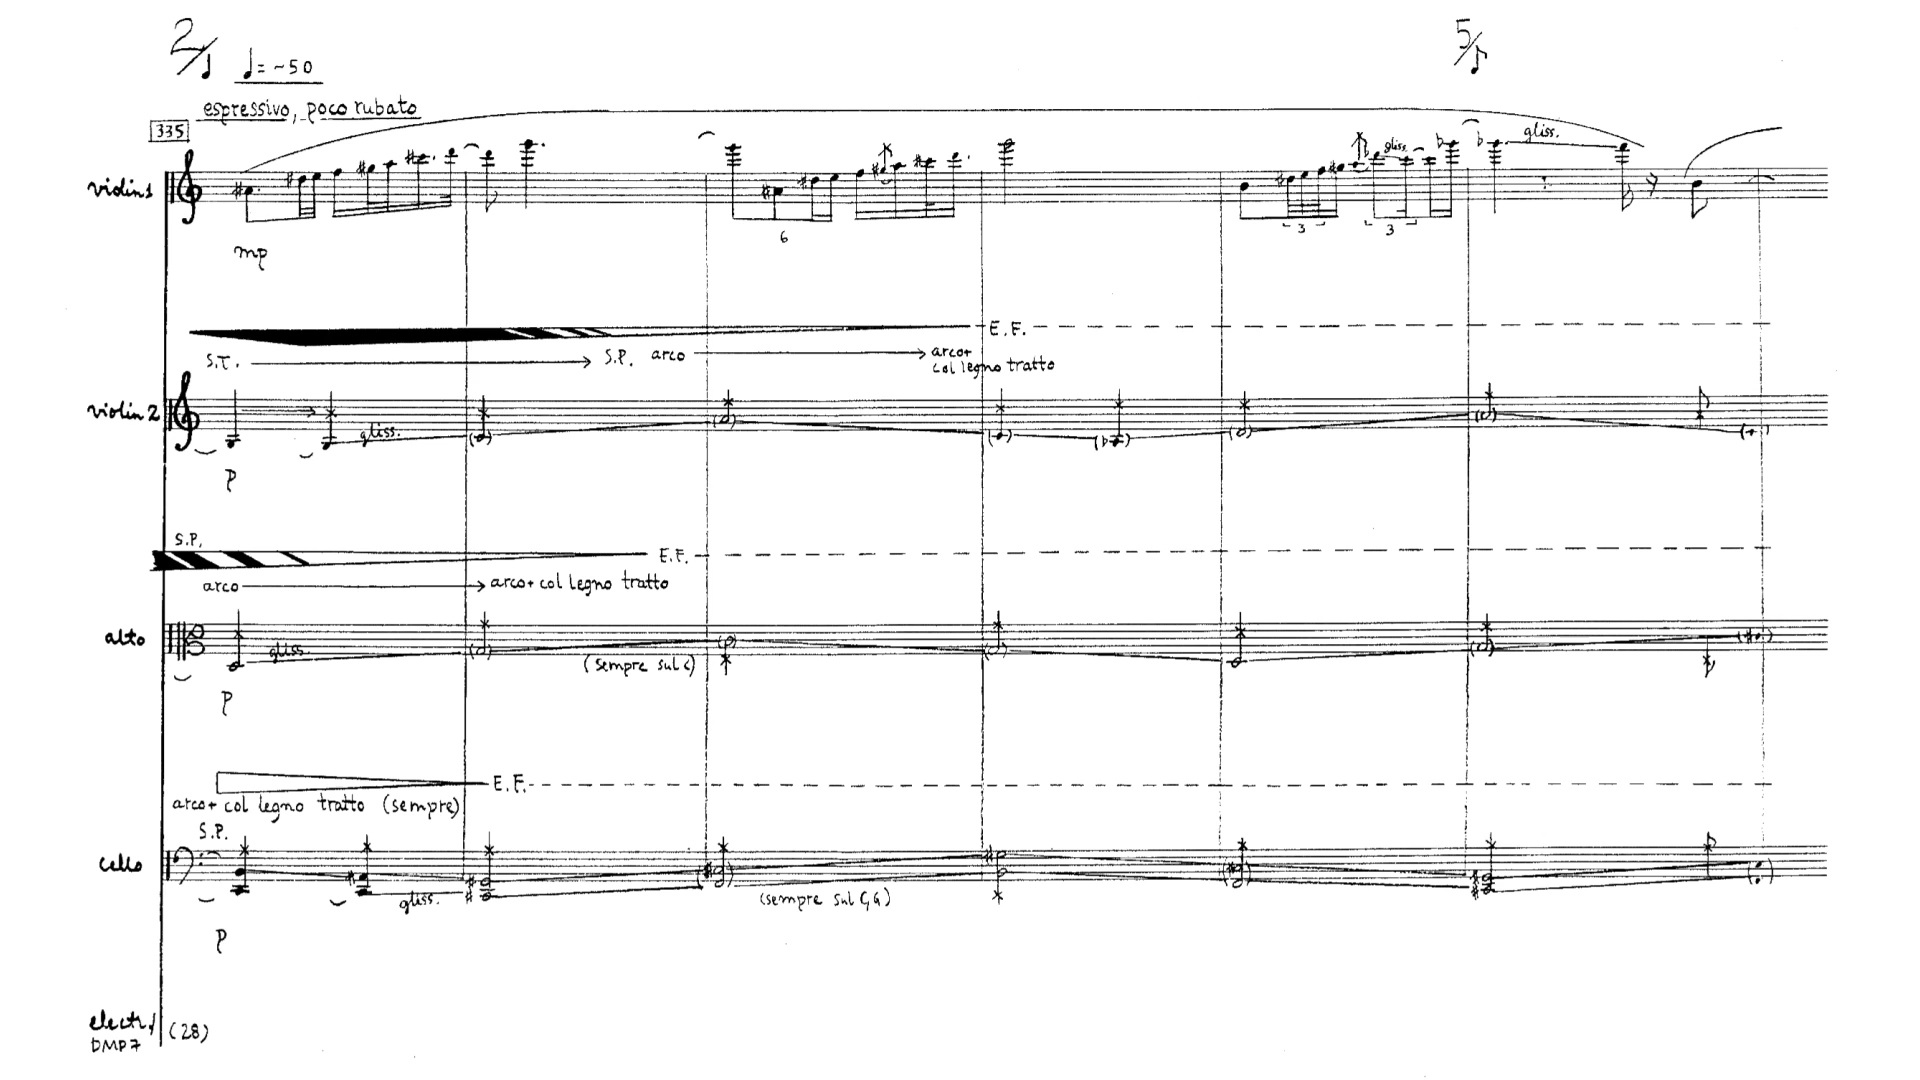 2/♩ ♩= ~50 5/♪
espressivo, poco rubato
335
gliss. gliss.
violin 1
6 3 3
mp
E.F.
S.T. S.P. arco arco+
col legno tratto
violin 2
gliss.
p
S.P.
E.F.
arco arco+ col legno tratto
alto
gliss. (sempre sul c)
p
E.F.
arco+ col legno tratto (sempre)
S.P.
cello
gliss. (sempre sul C,G)
p
electr/ (28)
DMP7